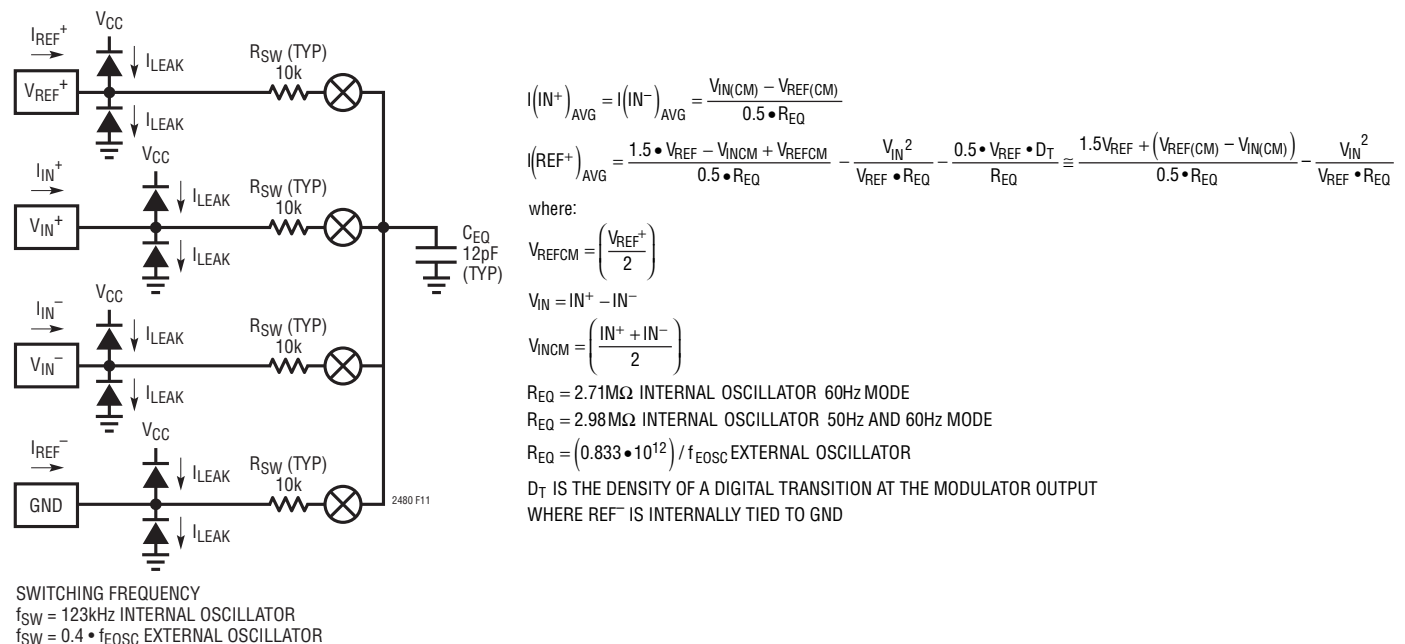 VCC
IREF+
ILEAK
RSW (TYP)
10k
VREF+
ILEAK
VCC
IIN+
ILEAK
RSW (TYP)
10k
VIN+
ILEAK
CEQ
12pF
(TYP)
VCC
IIN−
ILEAK
RSW (TYP)
10k
VIN−
ILEAK
VCC
IREF−
ILEAK
RSW (TYP)
10k
GND
2480 F11
ILEAK
SWITCHING FREQUENCY
fSW = 123kHz INTERNAL OSCILLATOR
fSW = 0.4 • fEOSC EXTERNAL OSCILLATOR
I(IN+)AVG = I(IN−)AVG = (VIN(CM) − VREF(CM)) / (0.5 • REQ)
I(REF+)AVG = (1.5 • VREF − VINCM + VREFCM) / (0.5 • REQ) − VIN² / (VREF • REQ) − (0.5 • VREF • DT) / REQ ≅ (1.5VREF + (VREF(CM) − VIN(CM))) / (0.5 • REQ) − VIN² / (VREF • REQ)
where:
VREFCM = (VREF+ / 2)
VIN = IN+ − IN−
VINCM = ((IN+ + IN−) / 2)
REQ = 2.71MΩ INTERNAL OSCILLATOR 60Hz MODE
REQ = 2.98MΩ INTERNAL OSCILLATOR 50Hz AND 60Hz MODE
REQ = (0.833 • 10¹²) / fEOSC EXTERNAL OSCILLATOR
DT IS THE DENSITY OF A DIGITAL TRANSITION AT THE MODULATOR OUTPUT
WHERE REF− IS INTERNALLY TIED TO GND